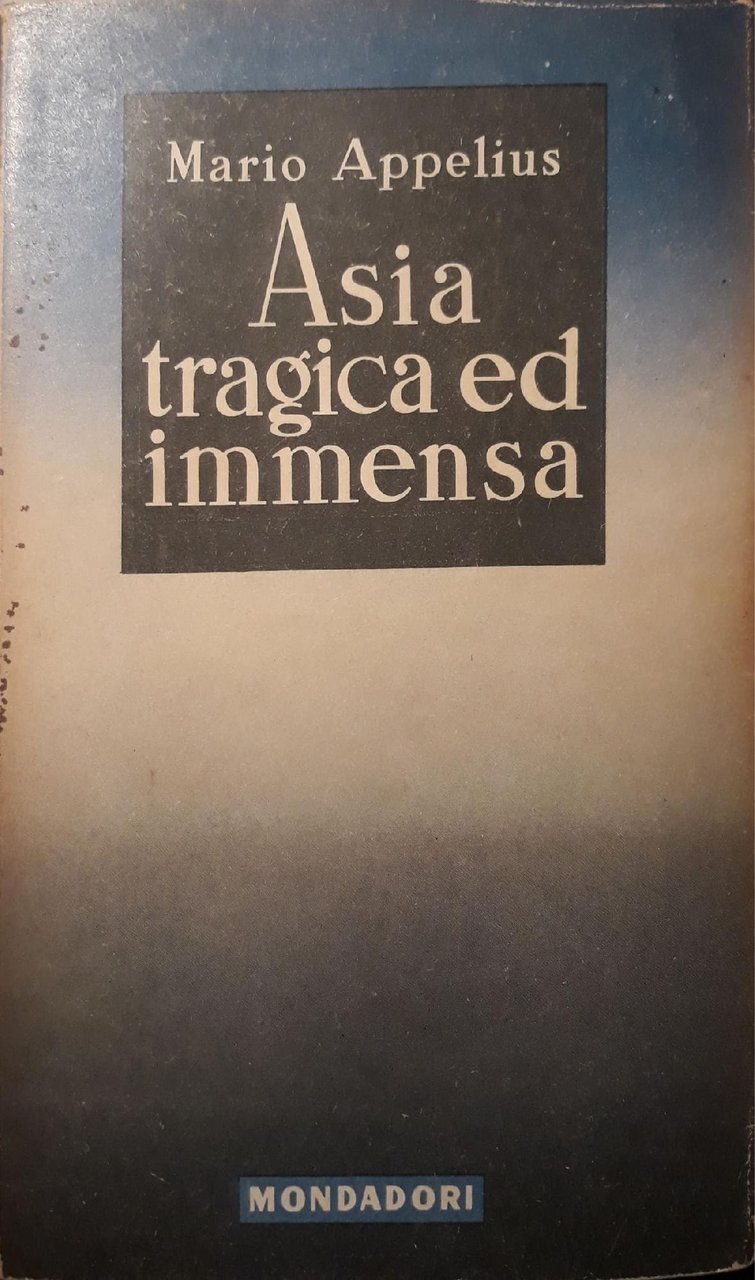 Mario Appelius
Asia
tragica ed
immensa
MONDADORI